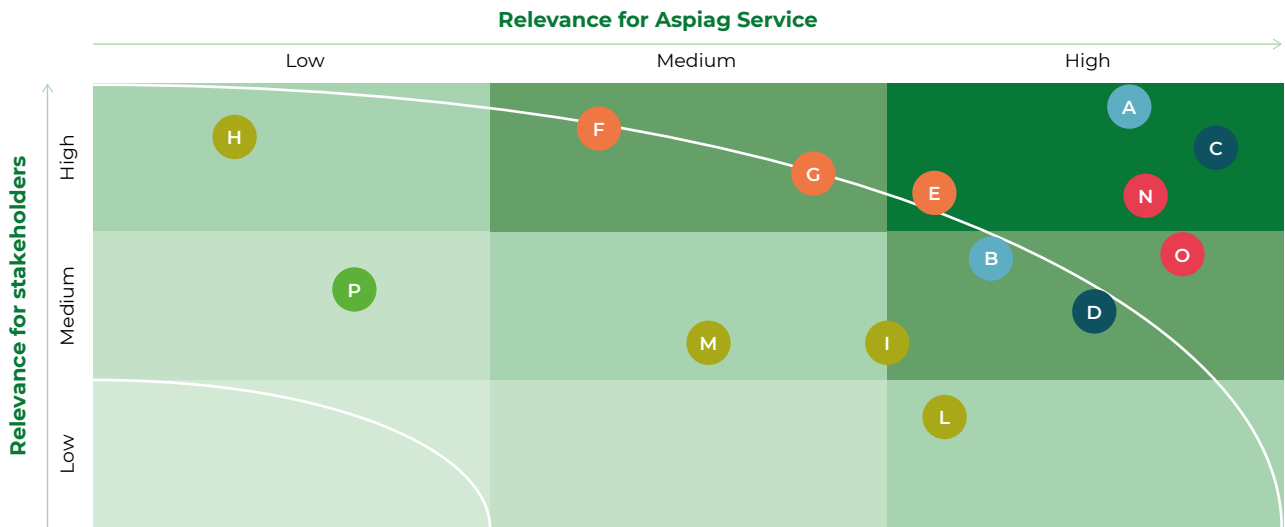 Relevance for Aspiag Service
Low Medium High
Relevance for stakeholders
High
Medium
Low
A
H
F
C
G
E
N
B
O
P
D
M
I
L